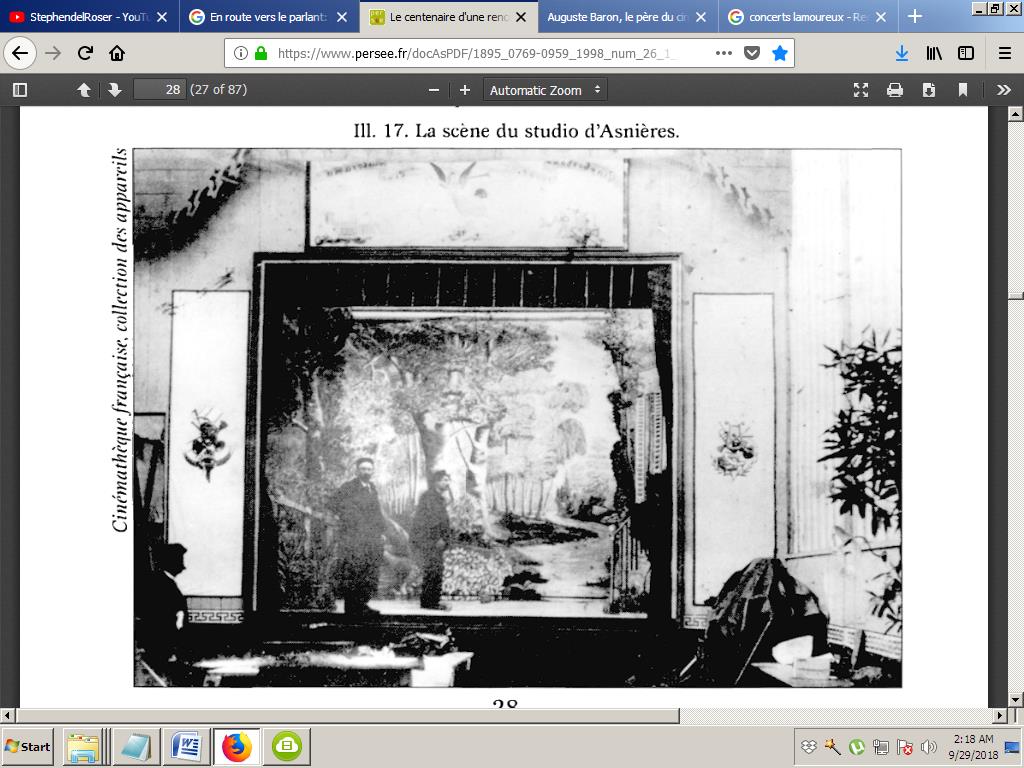 StephendelRoser - YouTu
En route vers le parlant:
Le centenaire d'une renc
Auguste Baron, le père du cin
concerts lamoureux - Re
https://www.persee.fr/docAsPDF/1895_0769-0959_1998_num_26_1_
28 (27 of 87)
Automatic Zoom
Ill. 17. La scène du studio d'Asnières.
Cinémathèque française, collection des appareils
28
Start
2:18 AM
9/29/2018